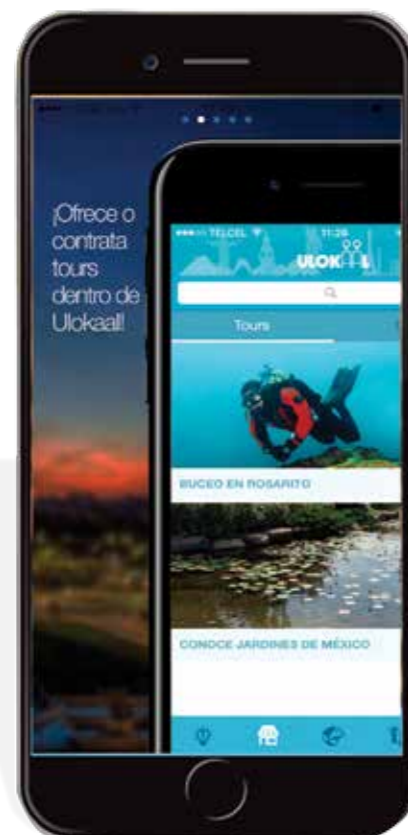 ¡Ofrece o
contrata
tours
dentro de
Ulokaal!
TELCEL 11:26
ULOKAAL
Tours
BUCEO EN ROSARITO
CONOCE JARDINES DE MÉXICO